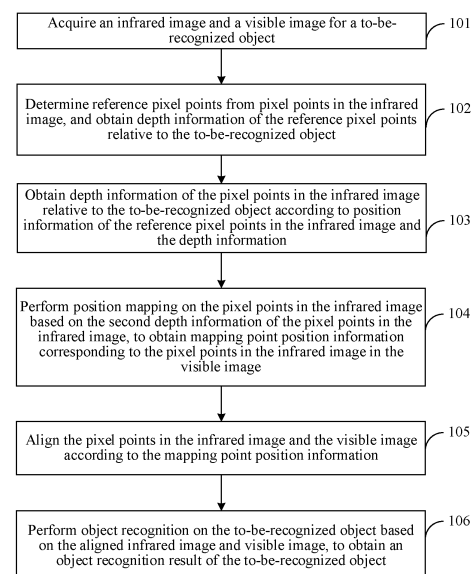 Acquire an infrared image and a visible image for a to-be-
recognized object
101
Determine reference pixel points from pixel points in the infrared
image, and obtain depth information of the reference pixel points
relative to the to-be-recognized object
102
Obtain depth information of the pixel points in the infrared image
relative to the to-be-recognized object according to position
information of the reference pixel points in the infrared image and
the depth information
103
Perform position mapping on the pixel points in the infrared image
based on the second depth information of the pixel points in the
infrared image, to obtain mapping point position information
corresponding to the pixel points in the infrared image in the
visible image
104
Align the pixel points in the infrared image and the visible image
according to the mapping point position information
105
Perform object recognition on the to-be-recognized object based
on the aligned infrared image and visible image, to obtain an
object recognition result of the to-be-recognized object
106